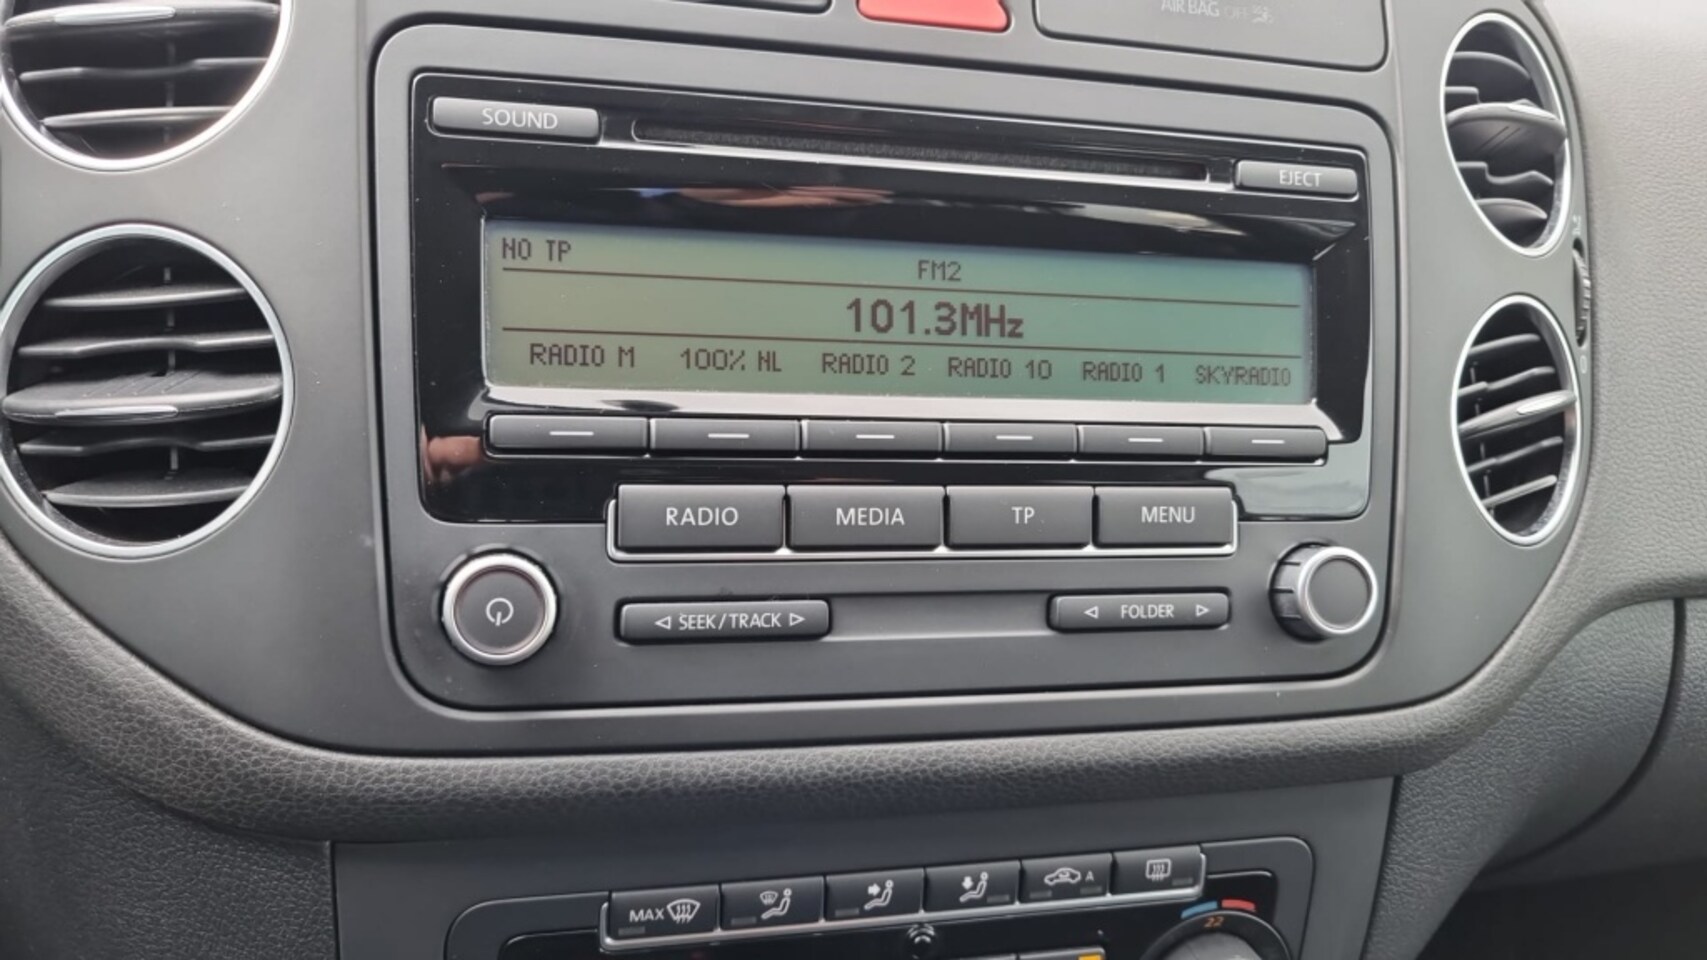 AIR BAG OFF
SOUND
EJECT
NO TP
FM2
101.3MHz
RADIO M 100% NL RADIO 2 RADIO 10 RADIO 1 SKYRADIO
RADIO MEDIA TP MENU
SEEK/TRACK FOLDER
MAX A
22